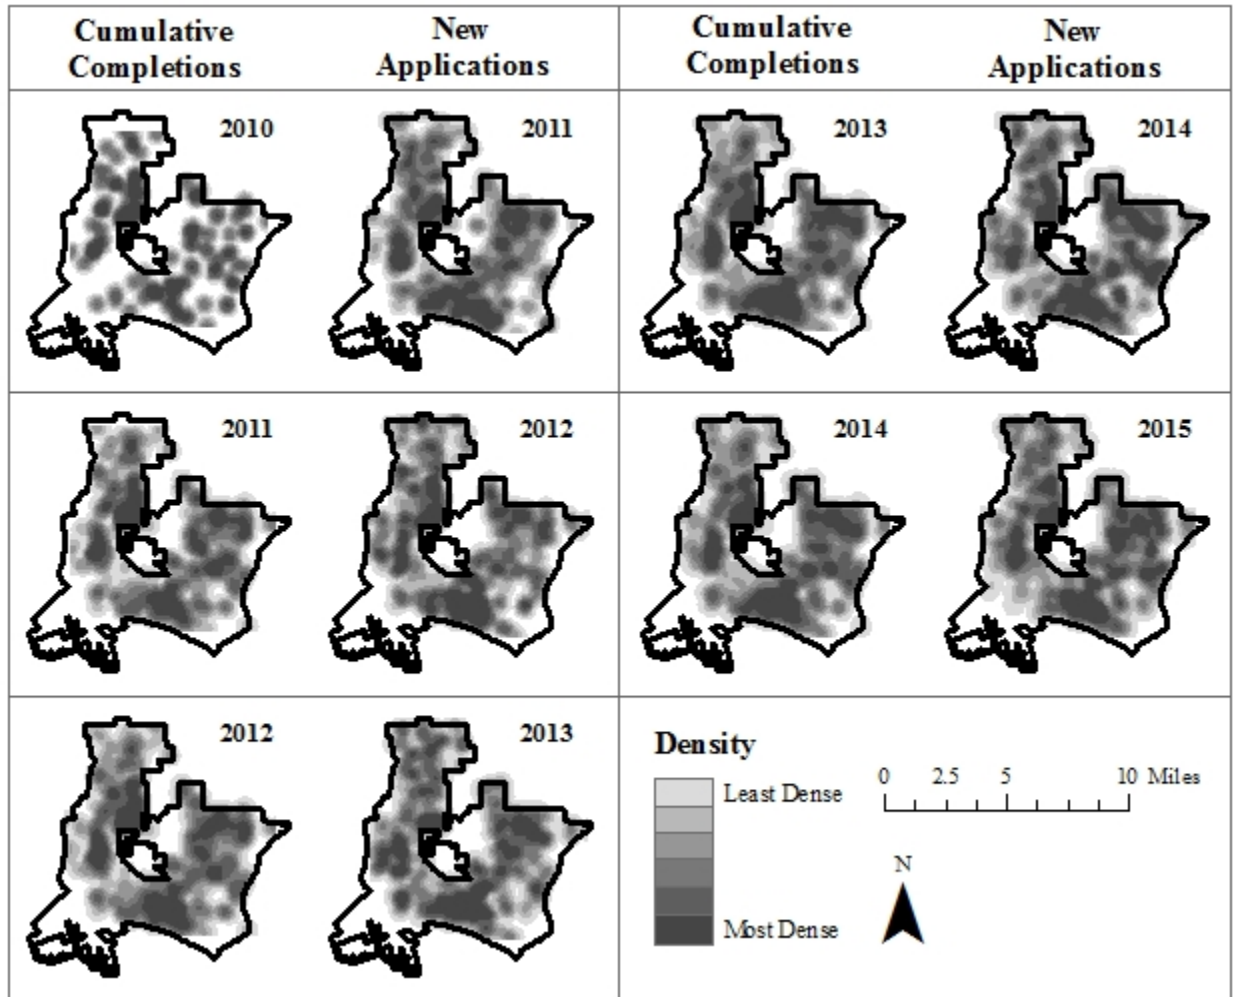 Cumulative
Completions
New
Applications
Cumulative
Completions
New
Applications
2010
2011
2013
2014
2011
2012
2014
2015
2012
2013
Density
Least Dense
Most Dense
0 2.5 5 10 Miles
N